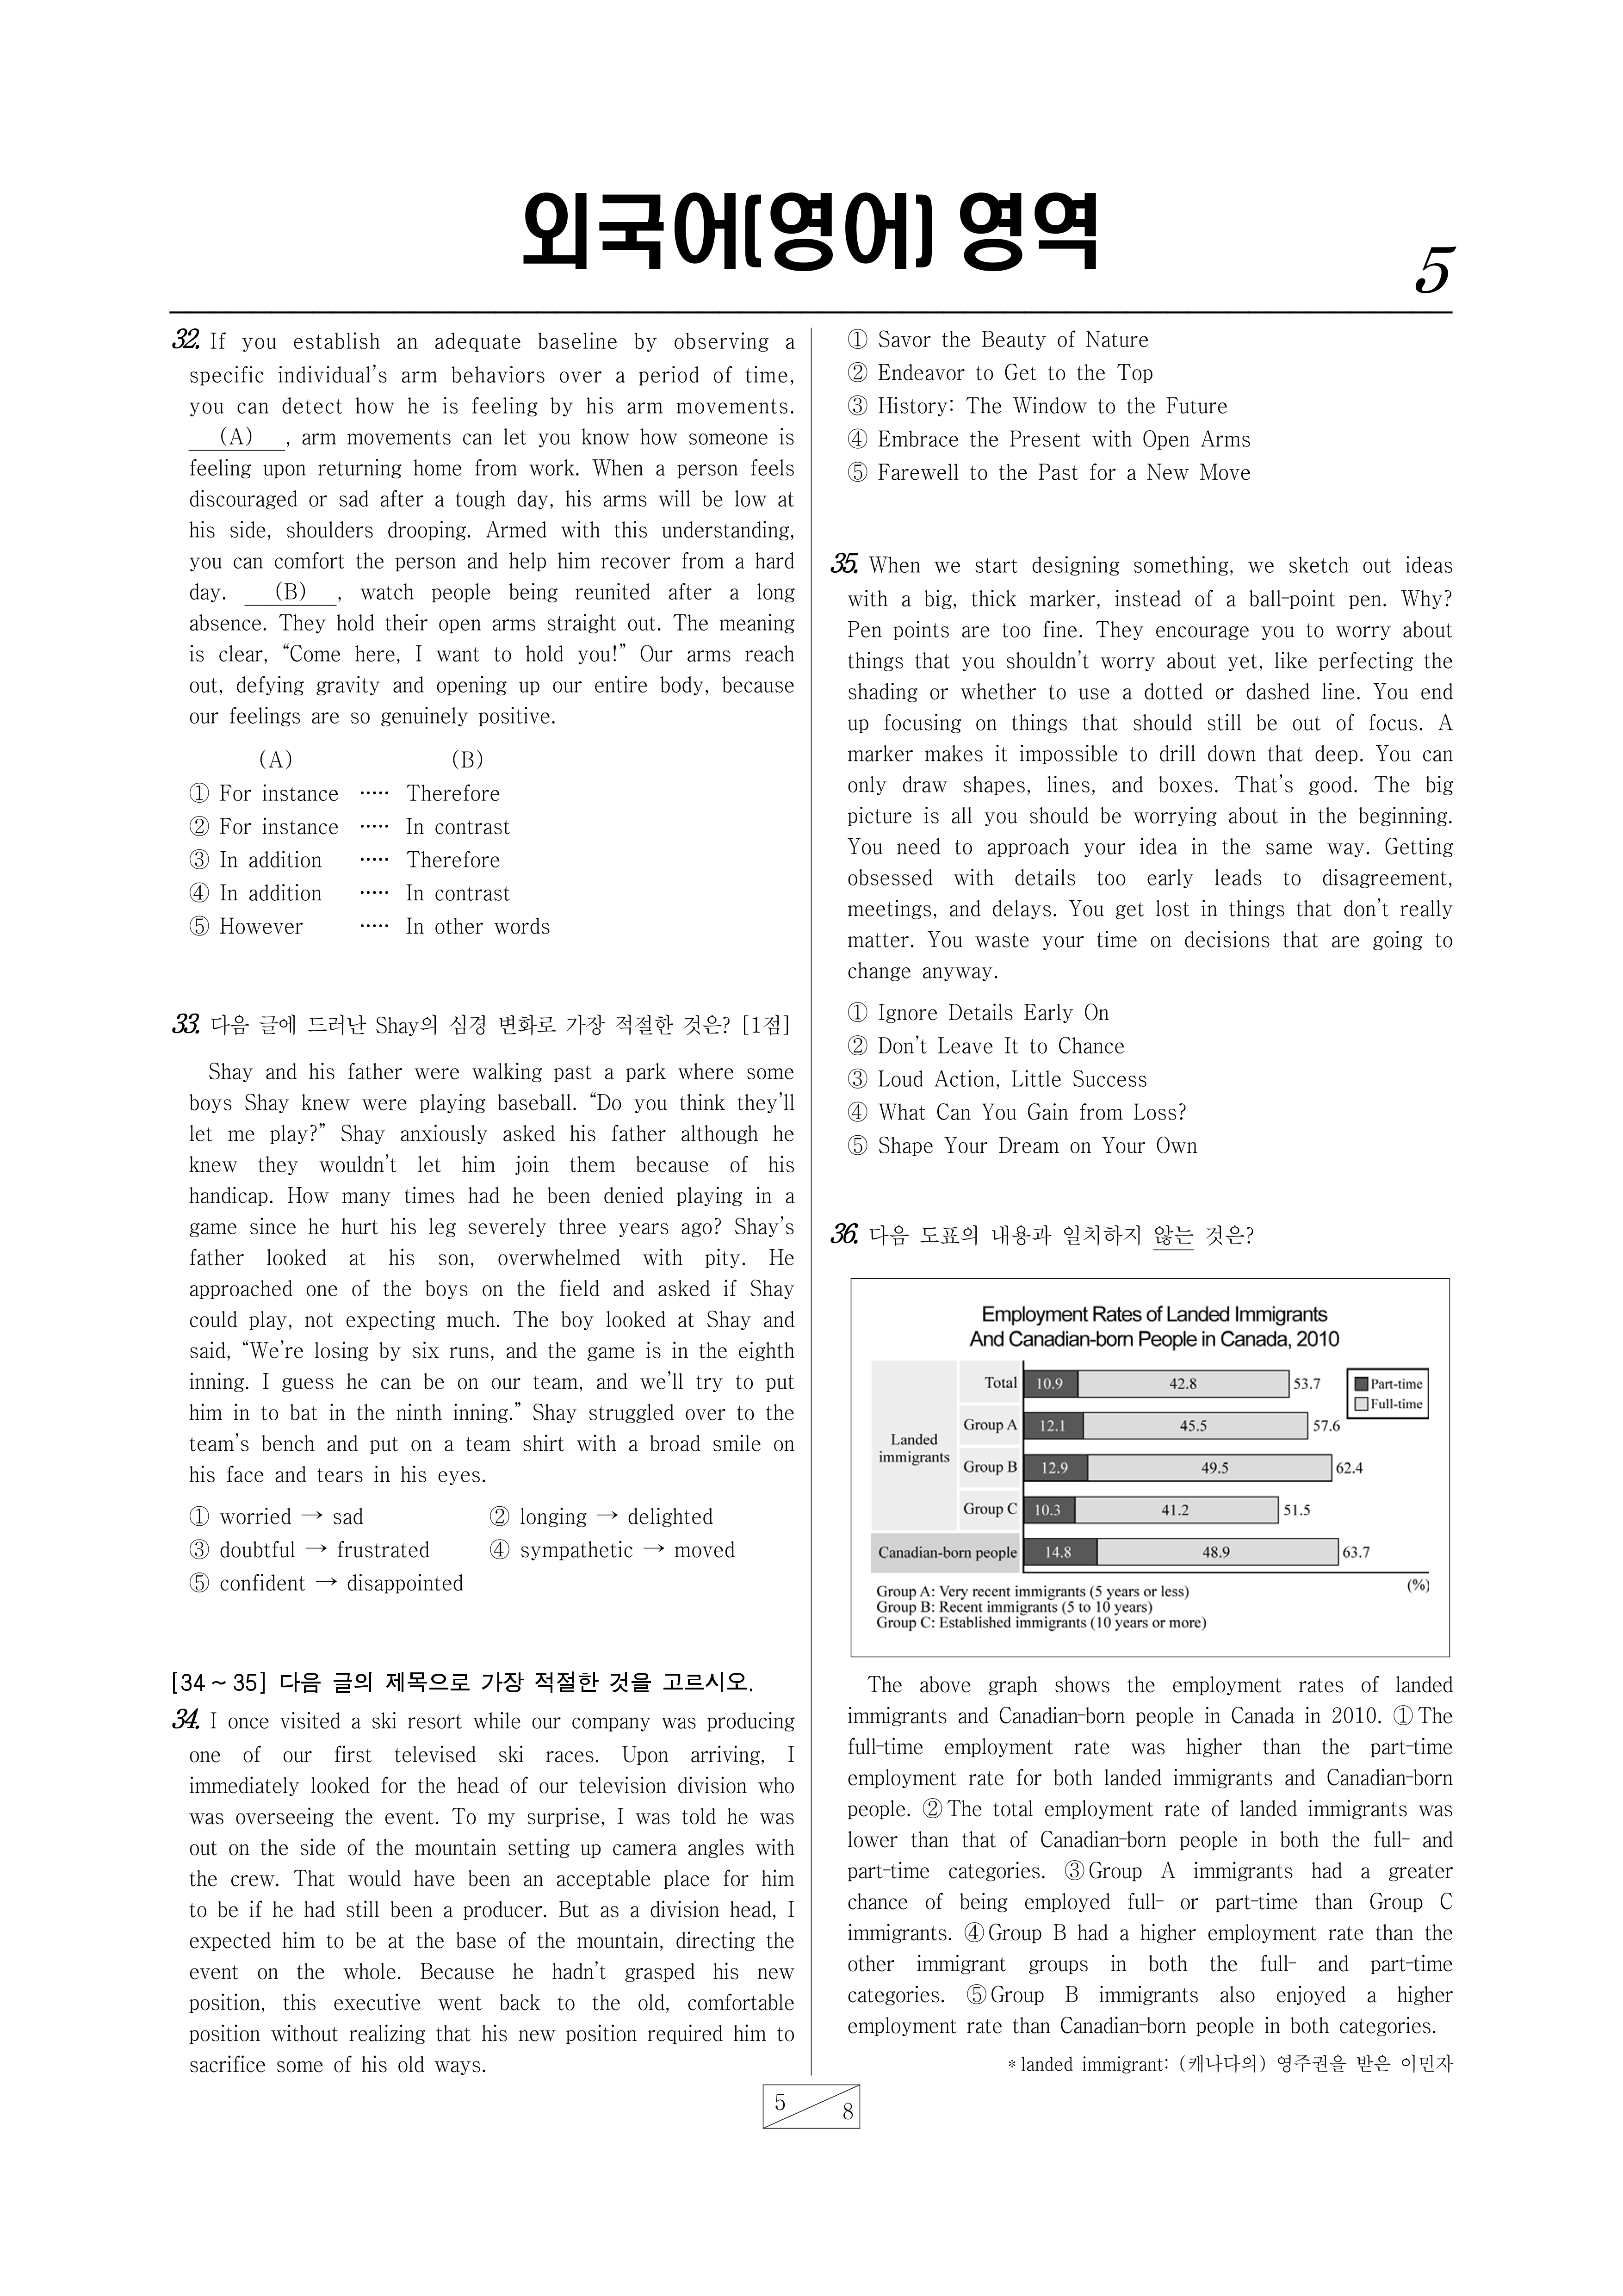 외국어(영어) 영역
5
32. If you establish an adequate baseline by observing a
specific individual's arm behaviors over a period of time,
you can detect how he is feeling by his arm movements.
(A) , arm movements can let you know how someone is
feeling upon returning home from work. When a person feels
discouraged or sad after a tough day, his arms will be low at
his side, shoulders drooping. Armed with this understanding,
you can comfort the person and help him recover from a hard
day. (B) , watch people being reunited after a long
absence. They hold their open arms straight out. The meaning
is clear, “Come here, I want to hold you!” Our arms reach
out, defying gravity and opening up our entire body, because
our feelings are so genuinely positive.
(A) (B)
① For instance ····· Therefore
② For instance ····· In contrast
③ In addition ····· Therefore
④ In addition ····· In contrast
⑤ However ····· In other words
33. 다음 글에 드러난 Shay의 심경 변화로 가장 적절한 것은? [1점]
Shay and his father were walking past a park where some
boys Shay knew were playing baseball. “Do you think they'll
let me play?” Shay anxiously asked his father although he
knew they wouldn't let him join them because of his
handicap. How many times had he been denied playing in a
game since he hurt his leg severely three years ago? Shay's
father looked at his son, overwhelmed with pity. He
approached one of the boys on the field and asked if Shay
could play, not expecting much. The boy looked at Shay and
said, “We're losing by six runs, and the game is in the eighth
inning. I guess he can be on our team, and we'll try to put
him in to bat in the ninth inning.” Shay struggled over to the
team's bench and put on a team shirt with a broad smile on
his face and tears in his eyes.
① worried → sad ② longing → delighted
③ doubtful → frustrated ④ sympathetic → moved
⑤ confident → disappointed
[34～35] 다음 글의 제목으로 가장 적절한 것을 고르시오.
34. I once visited a ski resort while our company was producing
one of our first televised ski races. Upon arriving, I
immediately looked for the head of our television division who
was overseeing the event. To my surprise, I was told he was
out on the side of the mountain setting up camera angles with
the crew. That would have been an acceptable place for him
to be if he had still been a producer. But as a division head, I
expected him to be at the base of the mountain, directing the
event on the whole. Because he hadn't grasped his new
position, this executive went back to the old, comfortable
position without realizing that his new position required him to
sacrifice some of his old ways.
① Savor the Beauty of Nature
② Endeavor to Get to the Top
③ History: The Window to the Future
④ Embrace the Present with Open Arms
⑤ Farewell to the Past for a New Move
35. When we start designing something, we sketch out ideas
with a big, thick marker, instead of a ball-point pen. Why?
Pen points are too fine. They encourage you to worry about
things that you shouldn't worry about yet, like perfecting the
shading or whether to use a dotted or dashed line. You end
up focusing on things that should still be out of focus. A
marker makes it impossible to drill down that deep. You can
only draw shapes, lines, and boxes. That's good. The big
picture is all you should be worrying about in the beginning.
You need to approach your idea in the same way. Getting
obsessed with details too early leads to disagreement,
meetings, and delays. You get lost in things that don't really
matter. You waste your time on decisions that are going to
change anyway.
① Ignore Details Early On
② Don't Leave It to Chance
③ Loud Action, Little Success
④ What Can You Gain from Loss?
⑤ Shape Your Dream on Your Own
36. 다음 도표의 내용과 일치하지 않는 것은?
Employment Rates of Landed Immigrants
And Canadian-born People in Canada, 2010
Landed
immigrants
Total 10.9 42.8 53.7
Group A 12.1 45.5 57.6
Group B 12.9 49.5 62.4
Group C 10.3 41.2 51.5
Canadian-born people 14.8 48.9 63.7
Part-time
Full-time
(%)
Group A: Very recent immigrants (5 years or less)
Group B: Recent immigrants (5 to 10 years)
Group C: Established immigrants (10 years or more)
The above graph shows the employment rates of landed
immigrants and Canadian-born people in Canada in 2010. ① The
full-time employment rate was higher than the part-time
employment rate for both landed immigrants and Canadian-born
people. ② The total employment rate of landed immigrants was
lower than that of Canadian-born people in both the full- and
part-time categories. ③ Group A immigrants had a greater
chance of being employed full- or part-time than Group C
immigrants. ④ Group B had a higher employment rate than the
other immigrant groups in both the full- and part-time
categories. ⑤ Group B immigrants also enjoyed a higher
employment rate than Canadian-born people in both categories.
* landed immigrant: (캐나다의) 영주권을 받은 이민자
5
8